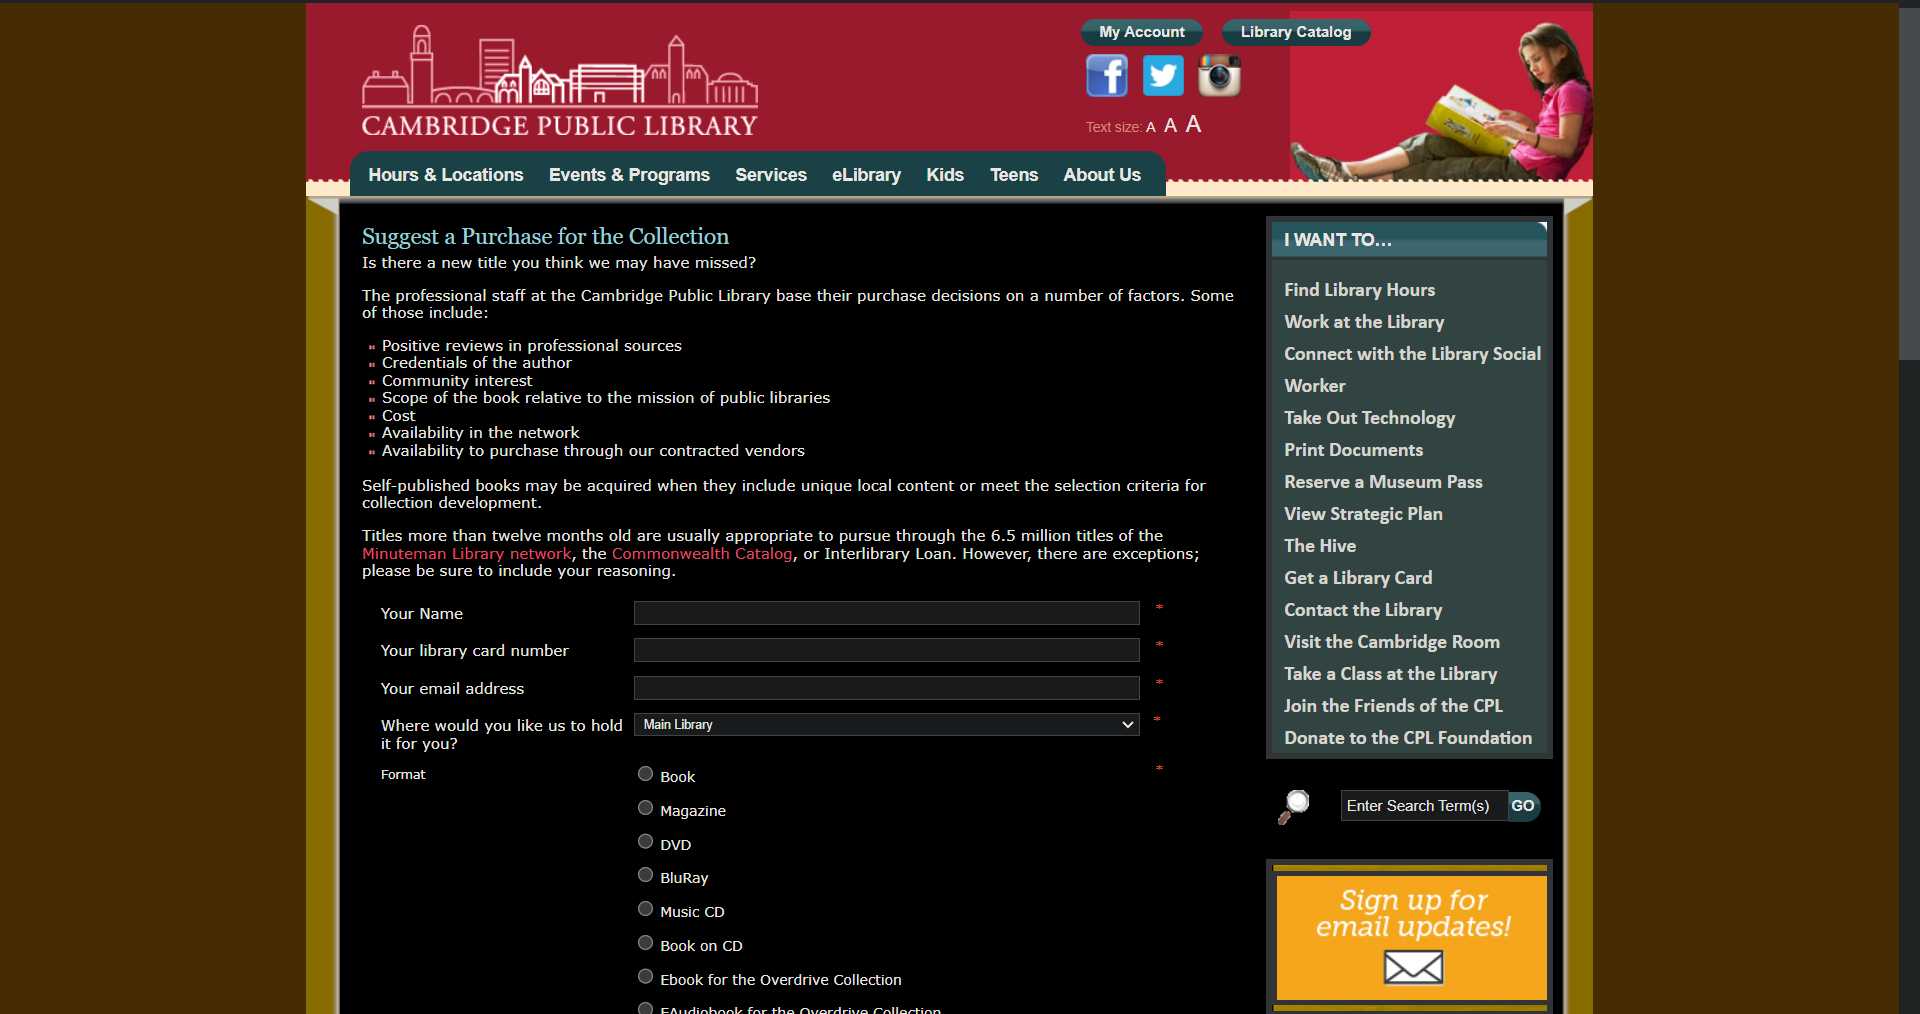 My Account
Library Catalog
CAMBRIDGE PUBLIC LIBRARY
Text size: A A A
Hours & Locations
Events & Programs
Services
eLibrary
Kids
Teens
About Us
Suggest a Purchase for the Collection
Is there a new title you think we may have missed?
The professional staff at the Cambridge Public Library base their purchase decisions on a number of factors. Some
of those include:
Positive reviews in professional sources
Credentials of the author
Community interest
Scope of the book relative to the mission of public libraries
Cost
Availability in the network
Availability to purchase through our contracted vendors
Self-published books may be acquired when they include unique local content or meet the selection criteria for
collection development.
Titles more than twelve months old are usually appropriate to pursue through the 6.5 million titles of the
Minuteman Library network, the Commonwealth Catalog, or Interlibrary Loan. However, there are exceptions;
please be sure to include your reasoning.
Your Name *
Your library card number *
Your email address *
Where would you like us to hold
it for you?
Main Library *
Format *
Book
Magazine
DVD
BluRay
Music CD
Book on CD
Ebook for the Overdrive Collection
EAudiobook for the Overdrive Collection
I WANT TO...
Find Library Hours
Work at the Library
Connect with the Library Social
Worker
Take Out Technology
Print Documents
Reserve a Museum Pass
View Strategic Plan
The Hive
Get a Library Card
Contact the Library
Visit the Cambridge Room
Take a Class at the Library
Join the Friends of the CPL
Donate to the CPL Foundation
Enter Search Term(s)
GO
Sign up for
email updates!